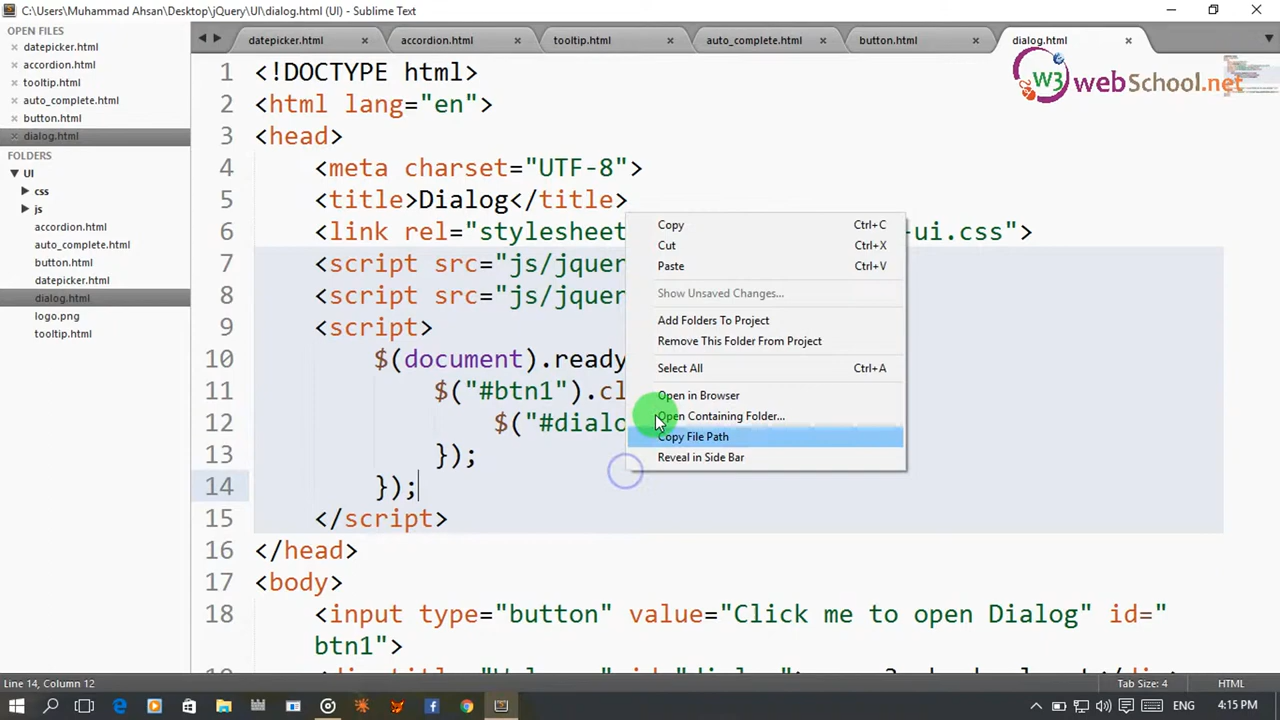 C:\Users\Muhammad Ahsan\Desktop\jQuery\UI\dialog.html (UI) - Sublime Text
OPEN FILES
datepicker.html
accordion.html
tooltip.html
auto_complete.html
button.html
dialog.html
FOLDERS
UI
css
js
accordion.html
auto_complete.html
button.html
datepicker.html
dialog.html
logo.png
tooltip.html
datepicker.html accordion.html tooltip.html auto_complete.html button.html dialog.html
W3 webSchool.net
1 <!DOCTYPE html>
2 <html lang="en">
3 <head>
4 <meta charset="UTF-8">
5 <title>Dialog</title>
6 <link rel="stylesheet -ui.css">
7 <script src="js/jquer
8 <script src="js/jquer
9 <script>
10 $(document).ready
11 $("#btn1").cl
12 $("#dialo
13 });
14 });
15 </script>
16 </head>
17 <body>
18 <input type="button" value="Click me to open Dialog" id="
btn1">
Copy Ctrl+C
Cut Ctrl+X
Paste Ctrl+V
Show Unsaved Changes...
Add Folders To Project
Remove This Folder From Project
Select All Ctrl+A
Open in Browser
Open Containing Folder...
Copy File Path
Reveal in Side Bar
Line 14, Column 12 Tab Size: 4 HTML
ENG 4:15 PM